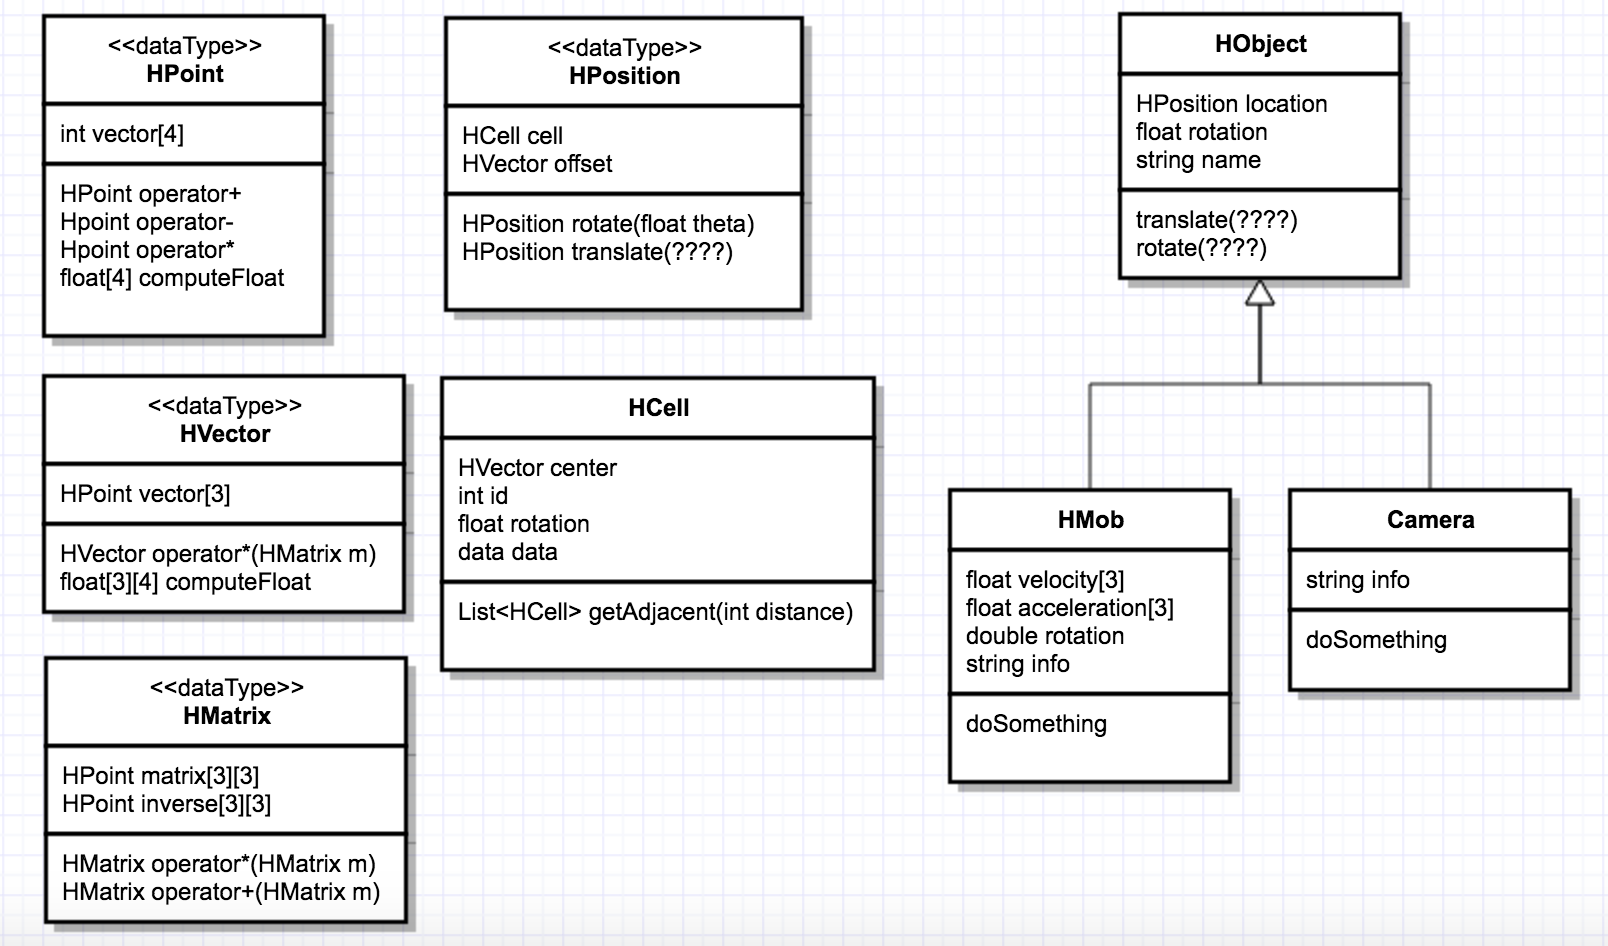 <<dataType>>
HPoint
int vector[4]
HPoint operator+
Hpoint operator-
Hpoint operator*
float[4] computeFloat
<<dataType>>
HPosition
HCell cell
HVector offset
HPosition rotate(float theta)
HPosition translate(????)
HObject
HPosition location
float rotation
string name
translate(????)
rotate(????)
<<dataType>>
HVector
HPoint vector[3]
HVector operator*(HMatrix m)
float[3][4] computeFloat
HCell
HVector center
int id
float rotation
data data
List<HCell> getAdjacent(int distance)
HMob
float velocity[3]
float acceleration[3]
double rotation
string info
doSomething
Camera
string info
doSomething
<<dataType>>
HMatrix
HPoint matrix[3][3]
HPoint inverse[3][3]
HMatrix operator*(HMatrix m)
HMatrix operator+(HMatrix m)